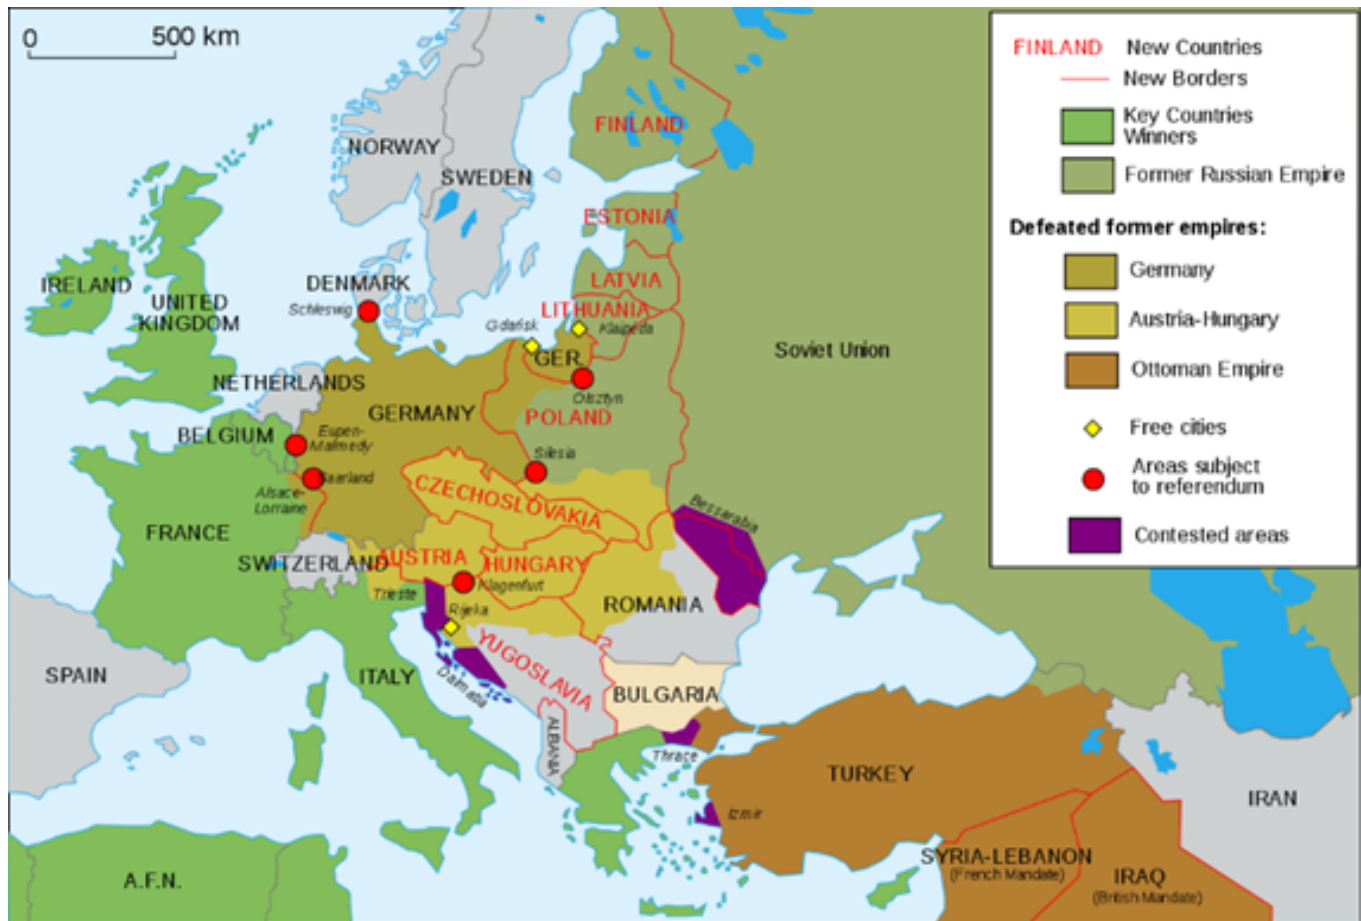 0 500 km
FINLAND New Countries
New Borders
Key Countries
Winners
Former Russian Empire
Defeated former empires:
Germany
Austria-Hungary
Ottoman Empire
Free cities
Areas subject
to referendum
Contested areas
FINLAND
NORWAY
SWEDEN
ESTONIA
LATVIA
LITHUANIA
Klaipeda
IRELAND
UNITED
KINGDOM
DENMARK
Schleswig
Gdańsk
GER.
Olsztyn
Soviet Union
NETHERLANDS
GERMANY
POLAND
BELGIUM
Eupen-
Malmedy
Silesia
Saarland
Alsace-
Lorraine
CZECHOSLOVAKIA
Bessarabia
FRANCE
SWITZERLAND
AUSTRIA
HUNGARY
Klagenfurt
Trieste
Rijeka
ROMANIA
YUGOSLAVIA
SPAIN
ITALY
Dalmatia
BULGARIA
ALBANIA
Thrace
TURKEY
IRAN
Izmir
SYRIA-LEBANON
(French Mandate)
IRAQ
(British Mandate)
A.F.N.